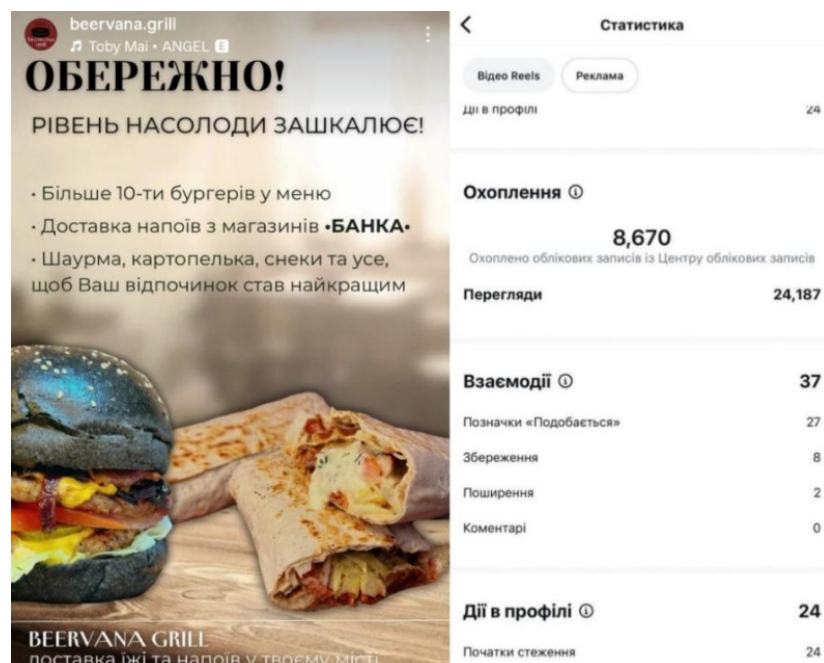 beervana.grill
Toby Mai • ANGEL E
ОБЕРЕЖНО!
РІВЕНЬ НАСОЛОДИ ЗАШКАЛЮЄ!
• Більше 10-ти бургерів у меню
• Доставка напоїв з магазинів •БАНКА•
• Шаурма, картопелька, снеки та усе,
щоб Ваш відпочинок став найкращим
BEERVANA GRILL
доставка їжі та напоїв у твоєму місті
Статистика
Відео Reels
Реклама
Дії в профілі 24
Охоплення
8,670
Охоплено облікових записів із Центру облікових записів
Перегляди 24,187
Взаємодії 37
Позначки «Подобається» 27
Збереження 8
Поширення 2
Коментарі 0
Дії в профілі 24
Початки стеження 24